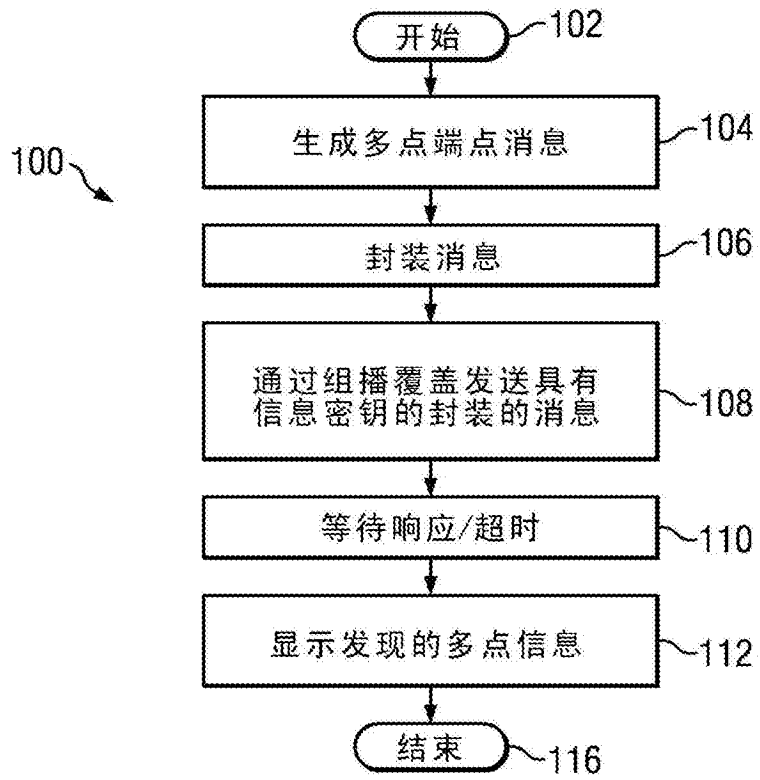 开始
102
生成多点端点消息
104
100
封装消息
106
通过组播覆盖发送具有
信息密钥的封装的消息
108
等待响应/超时
110
显示发现的多点信息
112
结束
116